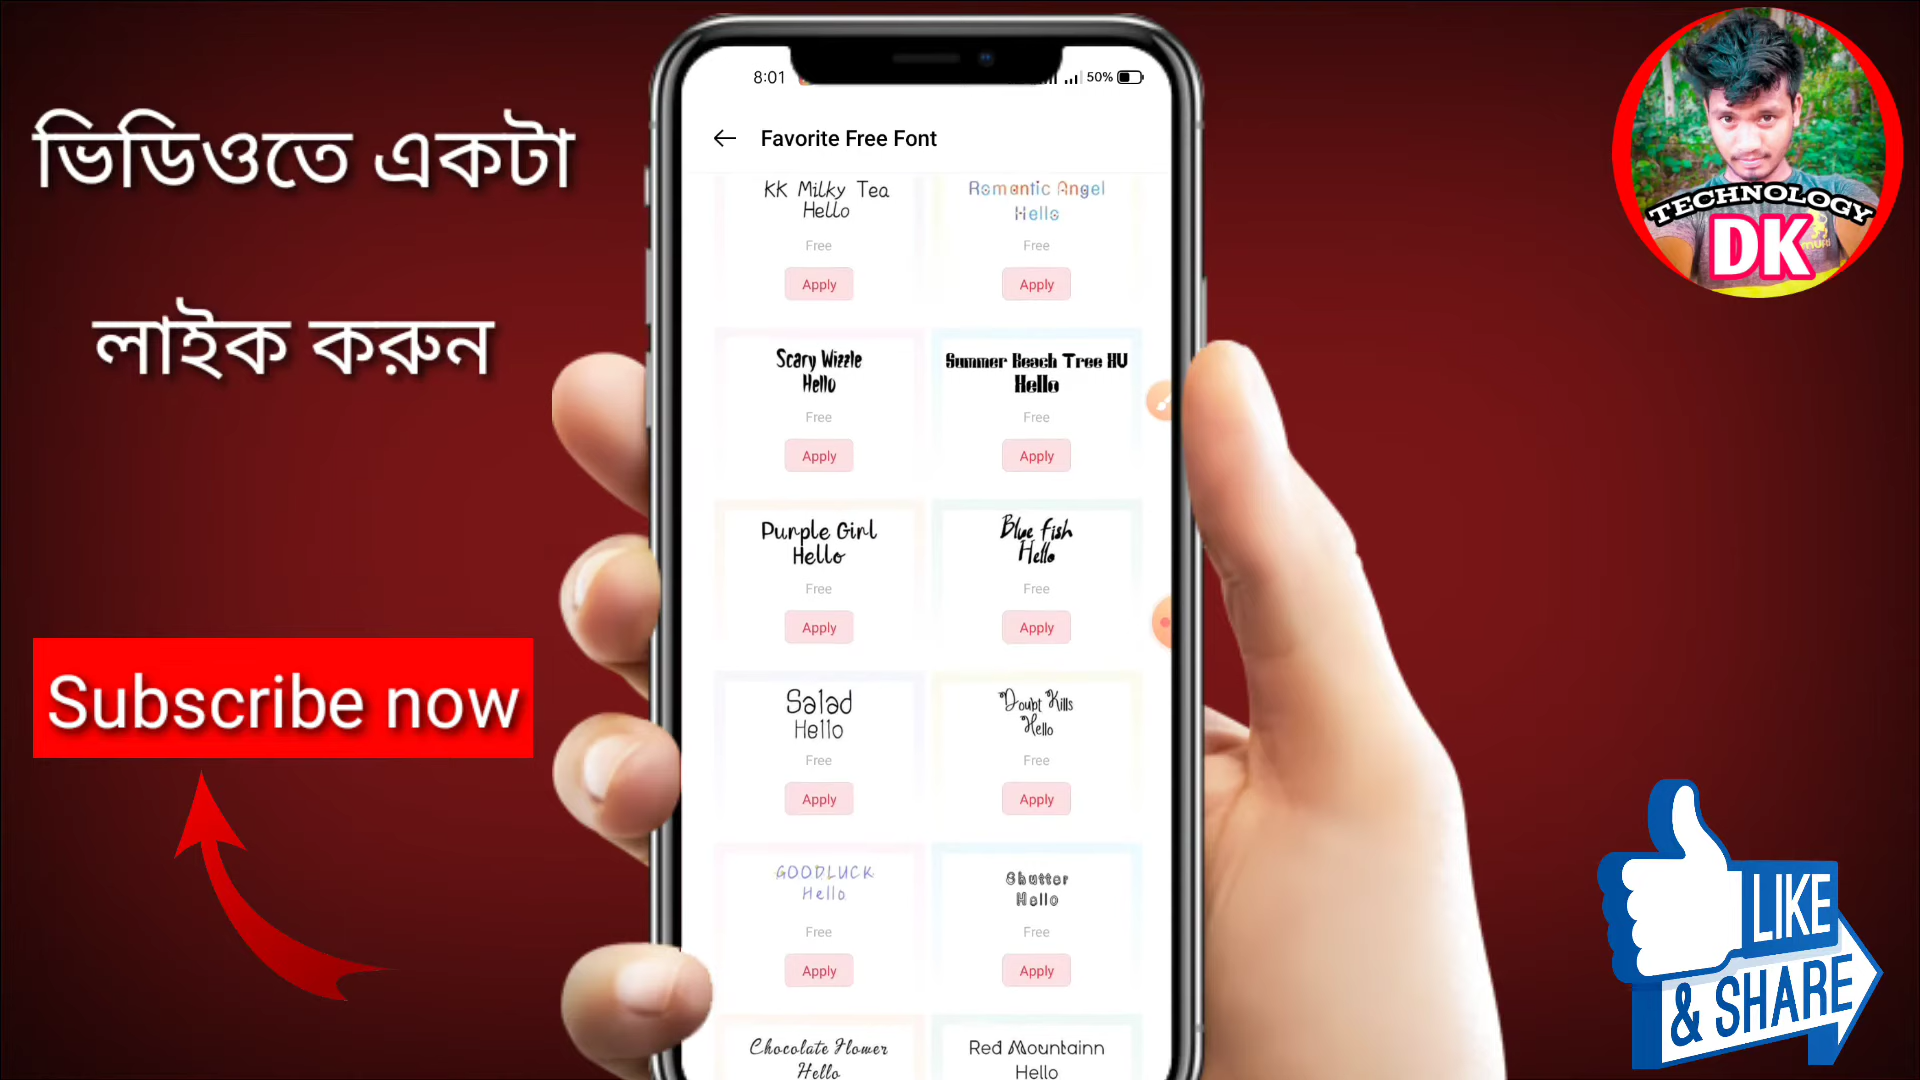 ভিডিওতে একটা
লাইক করুন
Subscribe now
8:01
50%
Favorite Free Font
KK Milky Tea
Hello
Free
Apply
Romantic Angel
Hello
Free
Apply
Scary Wizzle
Hello
Free
Apply
Summer Beach Tree HU
Hello
Free
Apply
Purple Girl
Hello
Free
Apply
Blue fish
Hello
Free
Apply
Salad
Hello
Free
Apply
Doubt Kills
Hello
Free
Apply
GOODLUCK
Hello
Free
Apply
Shutter
Hello
Free
Apply
Chocolate Flower
Hello
Red Mountainn
Hello
TECHNOLOGY
DK
LIKE
& SHARE